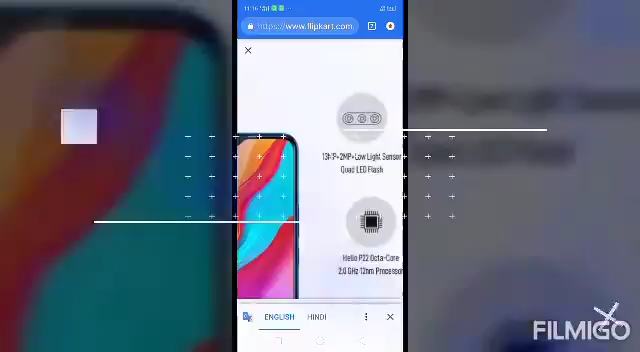 https://www.flipkart.com.
13MP+2MP+Low Light Sensor
Quad LED Flash
Helio P22 Octa-Core
2.0 GHz 12nm Processor
ENGLISH HINDI
FILMIGO